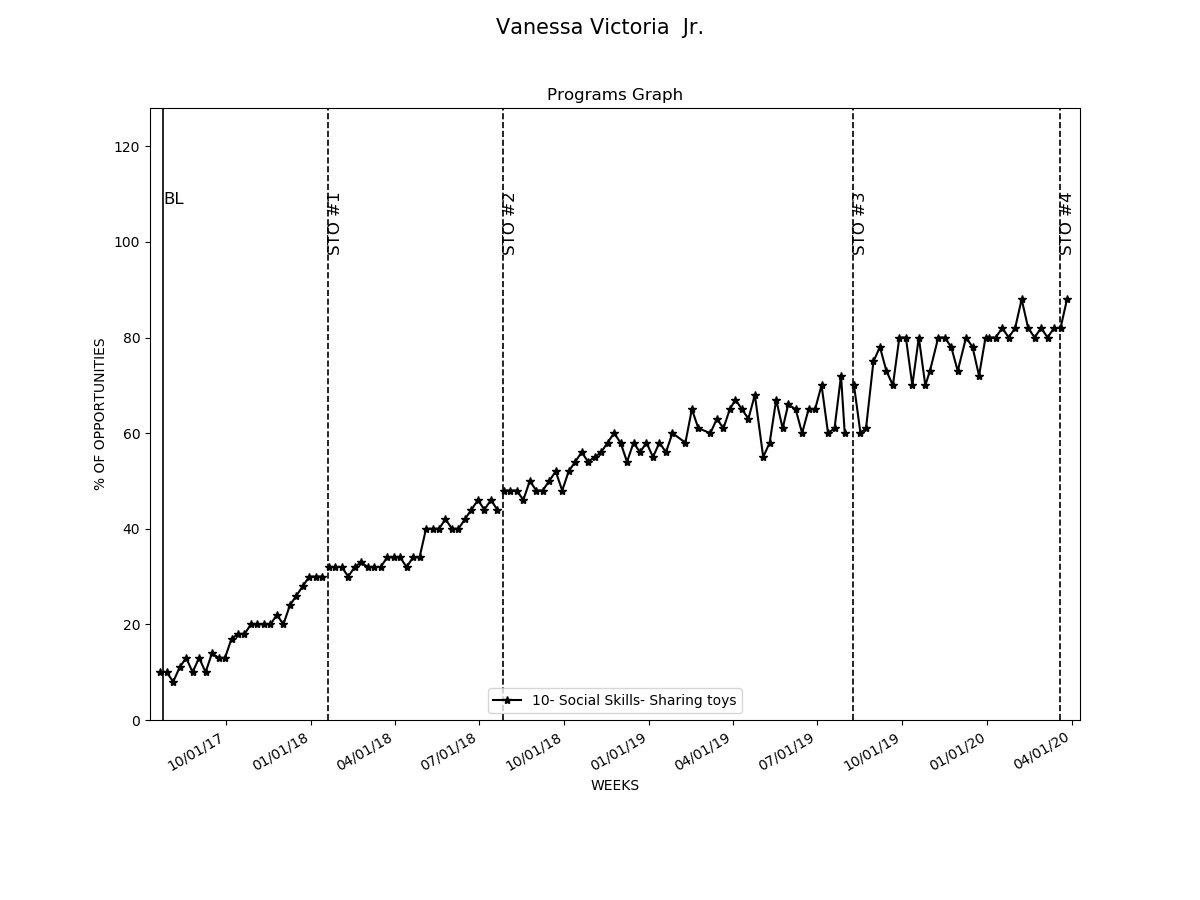 Vanessa Victoria  Jr.
Programs Graph
120
100
80
60
40
20
0
% OF OPPORTUNITIES
BL
STO #1
STO #2
STO #3
STO #4
10- Social Skills- Sharing toys
10/01/17
01/01/18
04/01/18
07/01/18
10/01/18
01/01/19
04/01/19
07/01/19
10/01/19
01/01/20
04/01/20
WEEKS